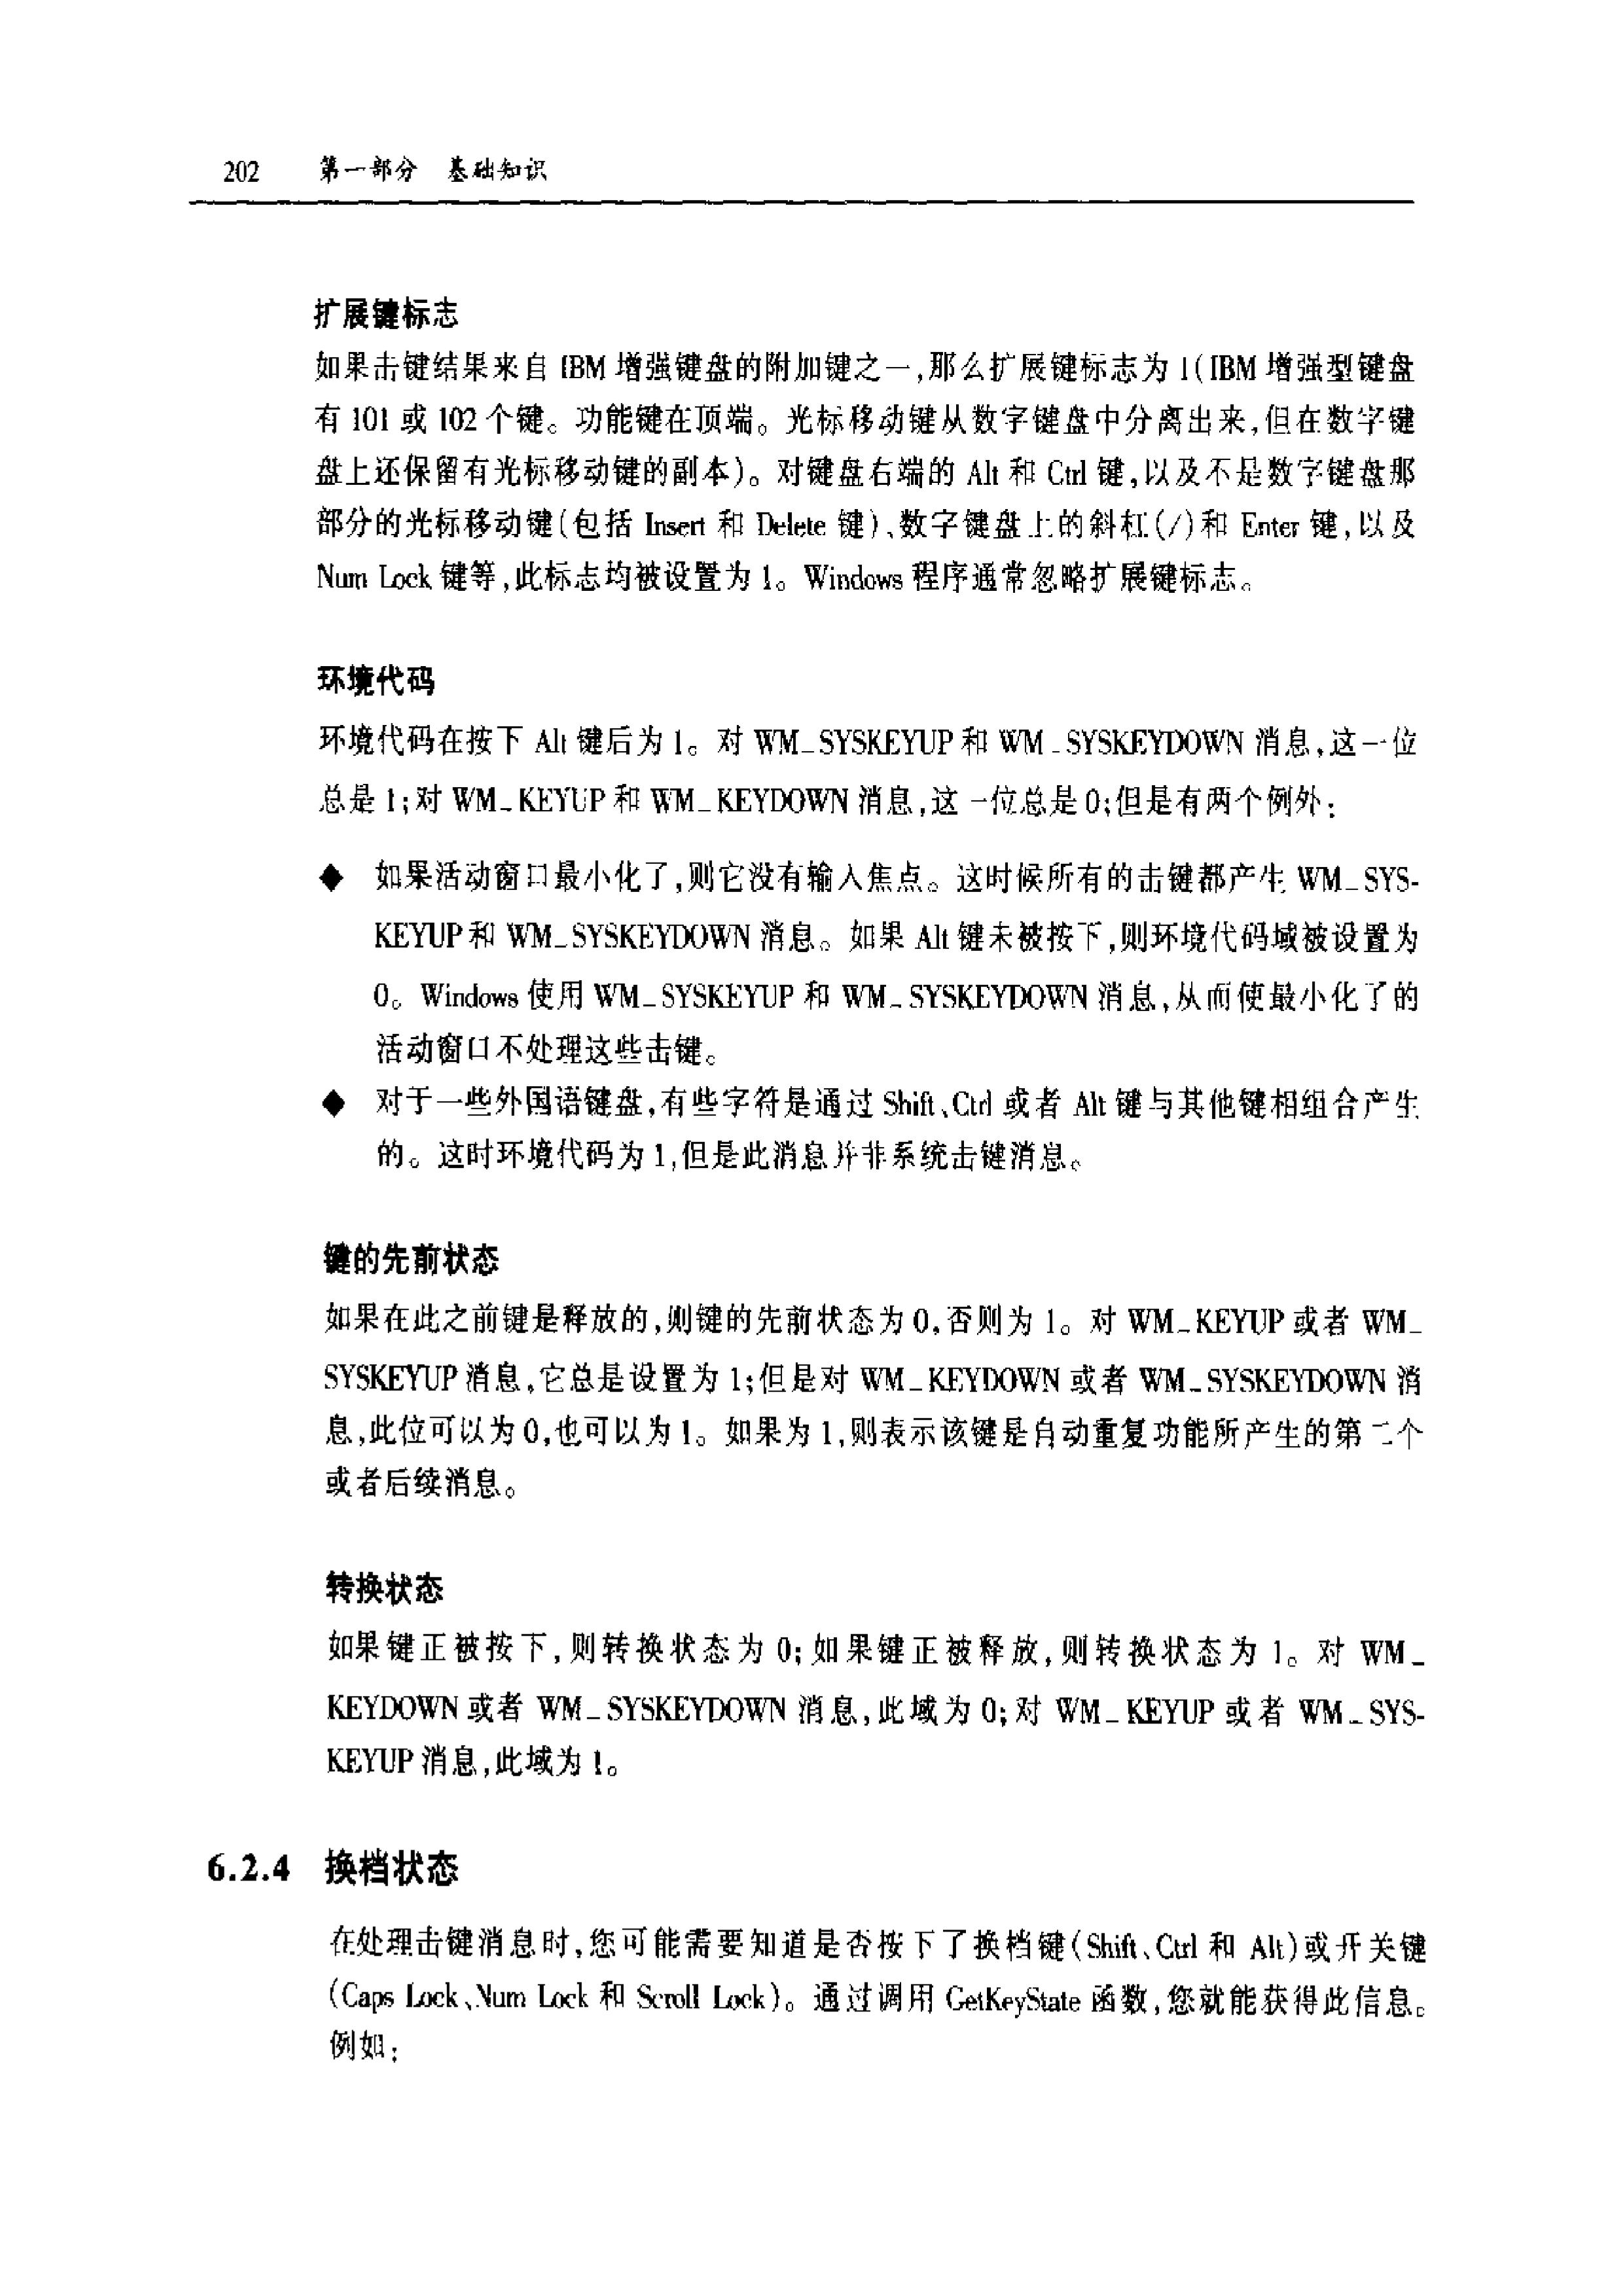 202 第一部分 基础知识
扩展键标志
如果击键结果来自 IBM 增强键盘的附加键之一,那么扩展键标志为 1(IBM 增强型键盘
有 101 或 102 个键。功能键在顶端。光标移动键从数字键盘中分离出来,但在数字键
盘上还保留有光标移动键的副本)。对键盘右端的 Alt 和 Ctrl 键,以及不是数字键盘那
部分的光标移动键(包括 Insert 和 Delete 键)、数字键盘上的斜杠(/)和 Enter 键,以及
Num Lock 键等,此标志均被设置为 1。Windows 程序通常忽略扩展键标志。
环境代码
环境代码在按下 Alt 键后为 1。对 WM_SYSKEYUP 和 WM_SYSKEYDOWN 消息,这一位
总是 1;对 WM_KEYUP 和 WM_KEYDOWN 消息,这一位总是 0;但是有两个例外:
◆ 如果活动窗口最小化了,则它没有输入焦点。这时候所有的击键都产生 WM_SYS-
KEYUP 和 WM_SYSKEYDOWN 消息。如果 Alt 键未被按下,则环境代码域被设置为
0。Windows 使用 WM_SYSKEYUP 和 WM_SYSKEYDOWN 消息,从而使最小化了的
活动窗口不处理这些击键。
◆ 对于一些外国语键盘,有些字符是通过 Shift、Ctrl 或者 Alt 键与其他键相组合产生
的。这时环境代码为 1,但是此消息并非系统击键消息。
键的先前状态
如果在此之前键是释放的,则键的先前状态为 0,否则为 1。对 WM_KEYUP 或者 WM_
SYSKEYUP 消息,它总是设置为 1;但是对 WM_KEYDOWN 或者 WM_SYSKEYDOWN 消
息,此位可以为 0,也可以为 1。如果为 1,则表示该键是自动重复功能所产生的第二个
或者后续消息。
转换状态
如果键正被按下,则转换状态为 0;如果键正被释放,则转换状态为 1。对 WM_
KEYDOWN 或者 WM_SYSKEYDOWN 消息,此域为 0;对 WM_KEYUP 或者 WM_SYS-
KEYUP 消息,此域为 1。
6.2.4 换档状态
在处理击键消息时,您可能需要知道是否按下了换档键(Shift、Ctrl 和 Alt)或开关键
(Caps Lock、Num Lock 和 Scroll Lock)。通过调用 GetKeyState 函数,您就能获得此信息。
例如: